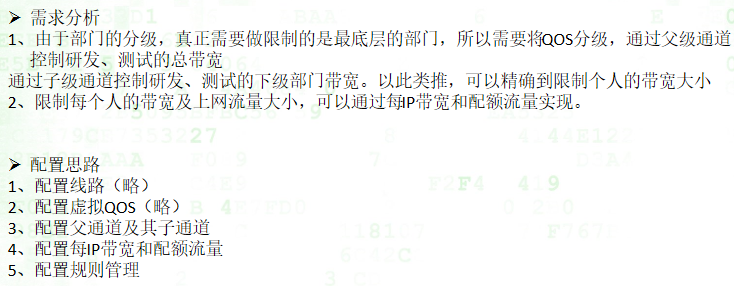 ➢ 需求分析
1、由于部门的分级，真正需要做限制的是最底层的部门，所以需要将QOS分级，通过父级通道
控制研发、测试的总带宽
通过子级通道控制研发、测试的下级部门带宽。以此类推，可以精确到限制个人的带宽大小
2、限制每个人的带宽及上网流量大小，可以通过每IP带宽和配额流量实现。
➢ 配置思路
1、配置线路（略）
2、配置虚拟QOS（略）
3、配置父通道及其子通道
4、配置每IP带宽和配额流量
5、配置规则管理